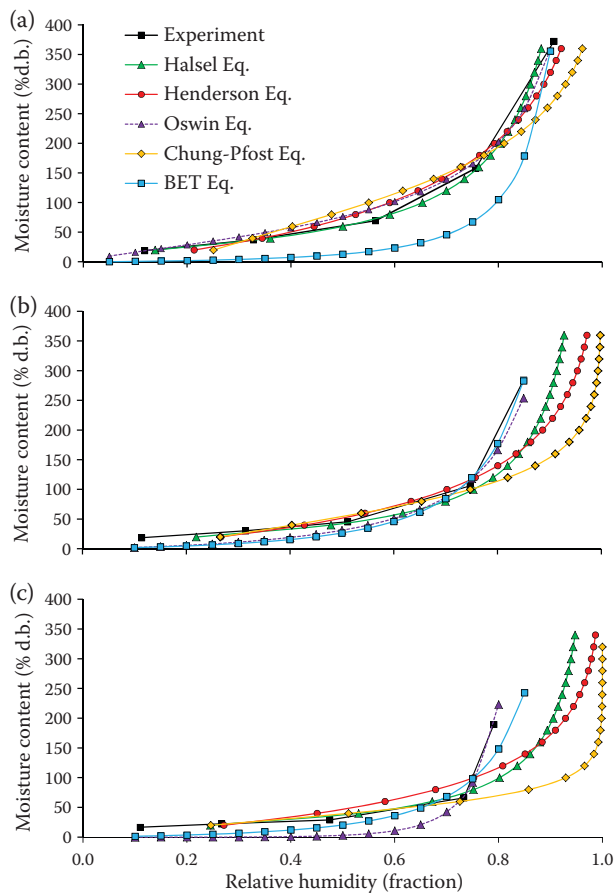 (a)
Moisture content (%d.b.)
400
350
300
250
200
150
100
50
0
Experiment
Halsel Eq.
Henderson Eq.
Oswin Eq.
Chung-Pfost Eq.
BET Eq.
(b)
Moisture content (% d.b.)
400
350
300
250
200
150
100
50
0
(c)
Moisture content (% d.b.)
400
350
300
250
200
150
100
50
0
0.0 0.2 0.4 0.6 0.8 1.0
Relative humidity (fraction)